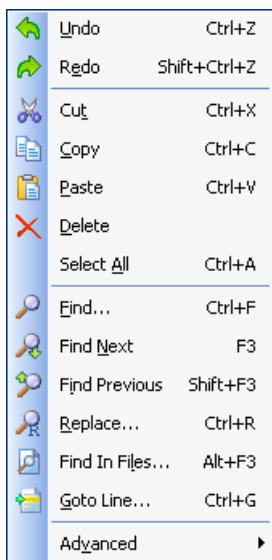 Undo Ctrl+Z
Redo Shift+Ctrl+Z
Cut Ctrl+X
Copy Ctrl+C
Paste Ctrl+V
Delete
Select All Ctrl+A
Find... Ctrl+F
Find Next F3
Find Previous Shift+F3
Replace... Ctrl+R
Find In Files... Alt+F3
Goto Line... Ctrl+G
Advanced